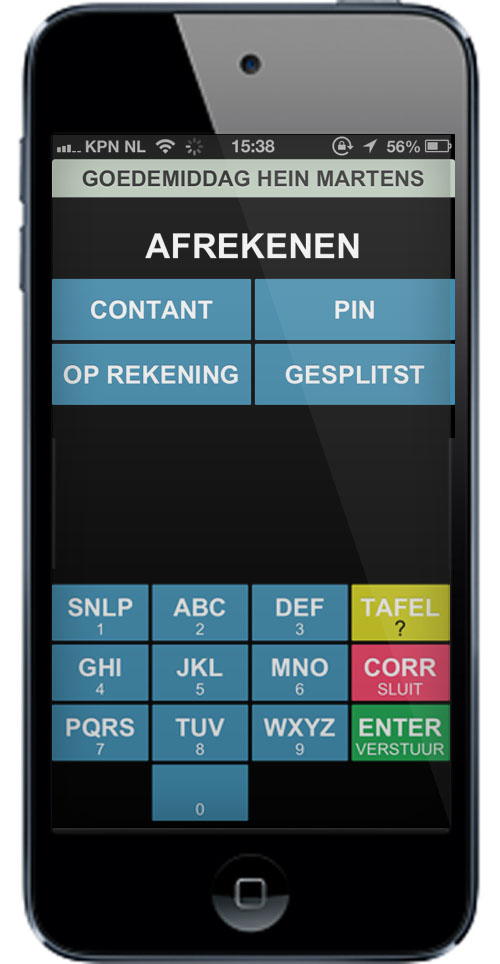 KPN NL 15:38 56%
GOEDEMIDDAG HEIN MARTENS
AFREKENEN
CONTANT PIN
OP REKENING GESPLITST
SNLP ABC DEF TAFEL
1 2 3 ?
GHI JKL MNO CORR
4 5 6 SLUIT
PQRS TUV WXYZ ENTER
7 8 9 VERSTUUR
0